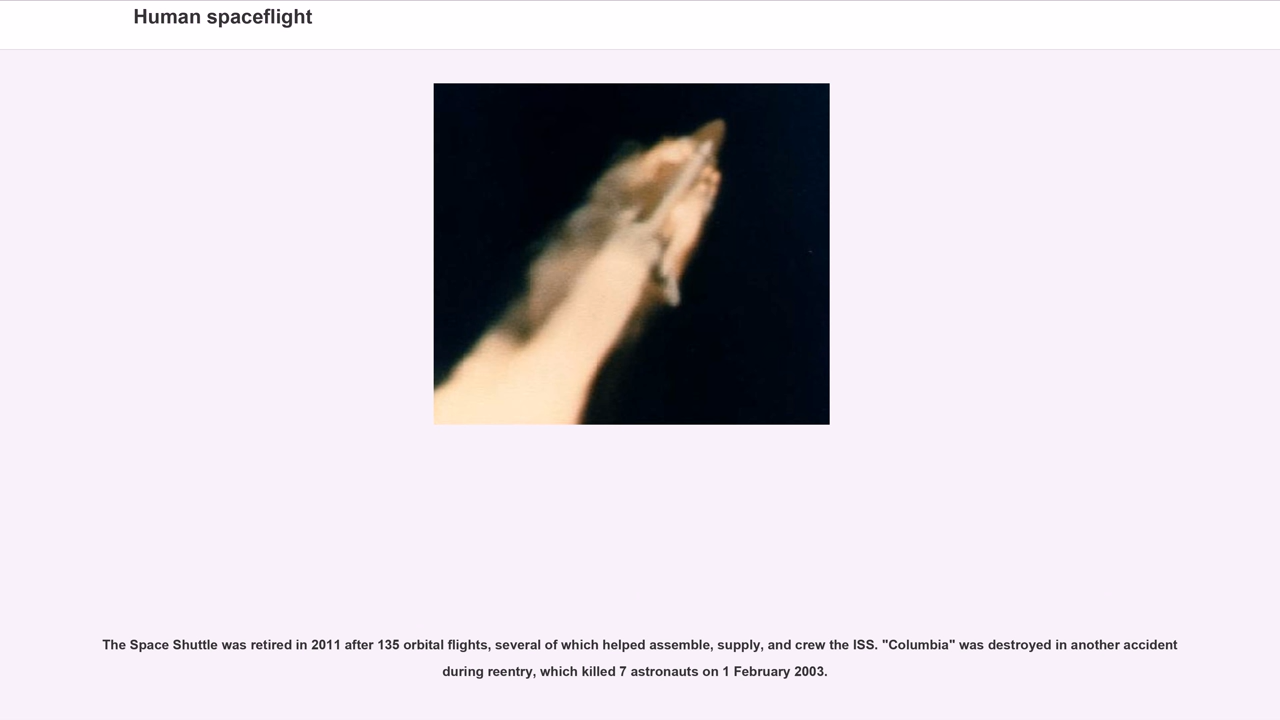 Human spaceflight
The Space Shuttle was retired in 2011 after 135 orbital flights, several of which helped assemble, supply, and crew the ISS. "Columbia" was destroyed in another accident
during reentry, which killed 7 astronauts on 1 February 2003.